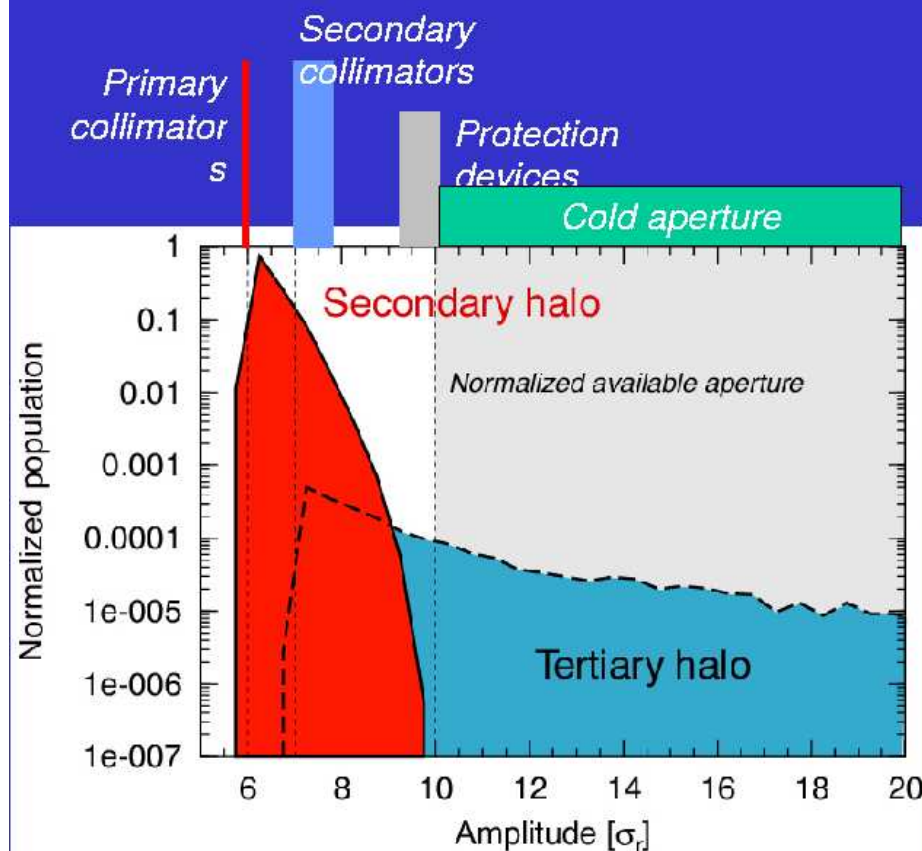 Secondary
collimators
Primary
collimator
s
Protection
devices
Cold aperture
1
0.1
0.01
0.001
0.0001
1e-005
1e-006
1e-007
Normalized population
Secondary halo
Normalized available aperture
Tertiary halo
6 8 10 12 14 16 18 20
Amplitude [σr]